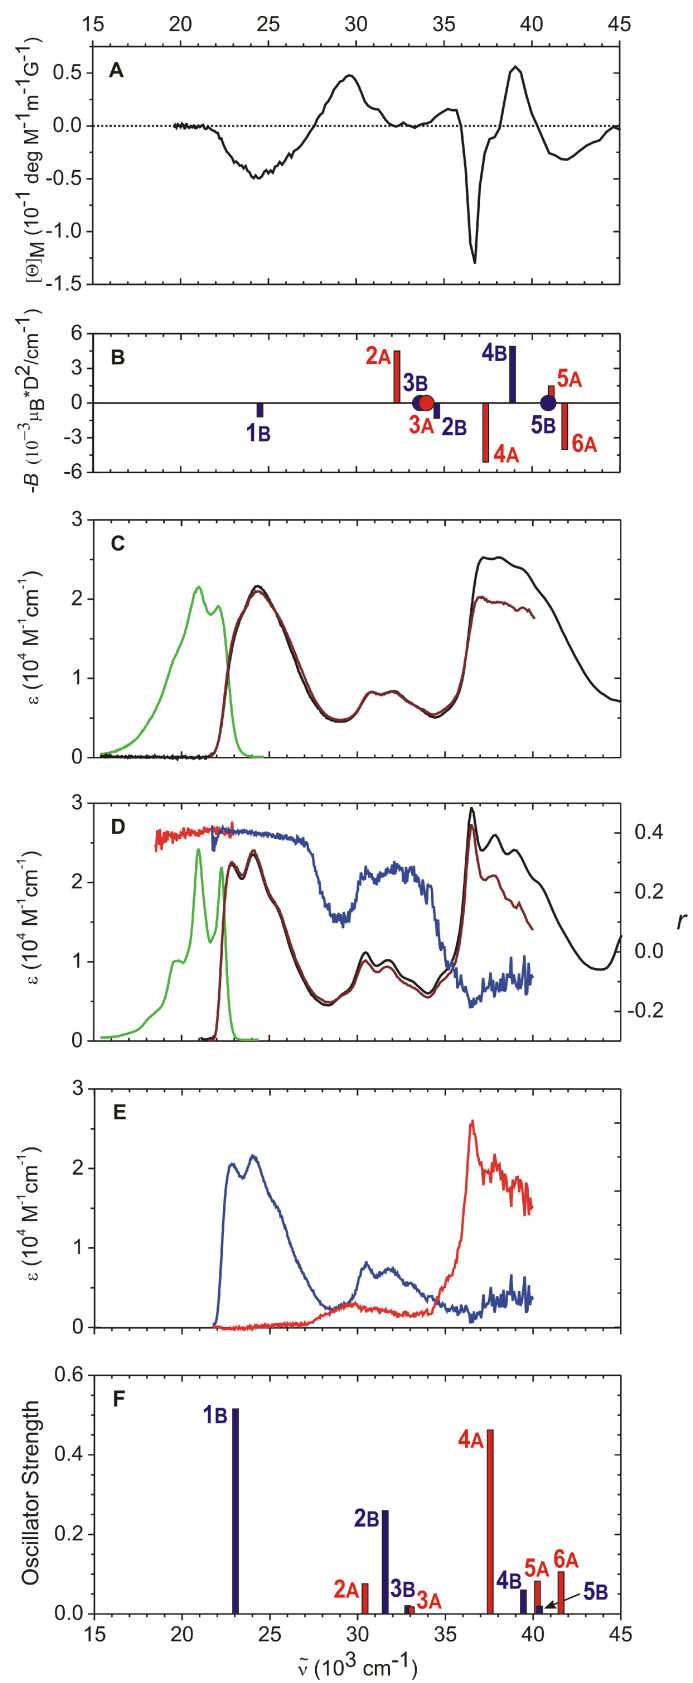 15 20 25 30 35 40 45
A
[Θ]M (10⁻¹ deg M⁻¹m⁻¹G⁻¹)
0.5
0.0
-0.5
-1.0
-1.5
B
-B (10⁻³μB*D²/cm⁻¹)
6
3
0
-3
-6
1B
2A
3B
3A
2B
4B
4A
5A
5B
6A
C
ε (10⁴ M⁻¹cm⁻¹)
3
2
1
0
D
ε (10⁴ M⁻¹cm⁻¹)
3
2
1
0
0.4
0.2
0.0
-0.2
r
E
ε (10⁴ M⁻¹cm⁻¹)
3
2
1
0
F
Oscillator Strength
0.6
0.4
0.2
0.0
1B
2A
2B
3B
3A
4A
4B
5A
6A
5B
15 20 25 30 35 40 45
ν̃ (10³ cm⁻¹)